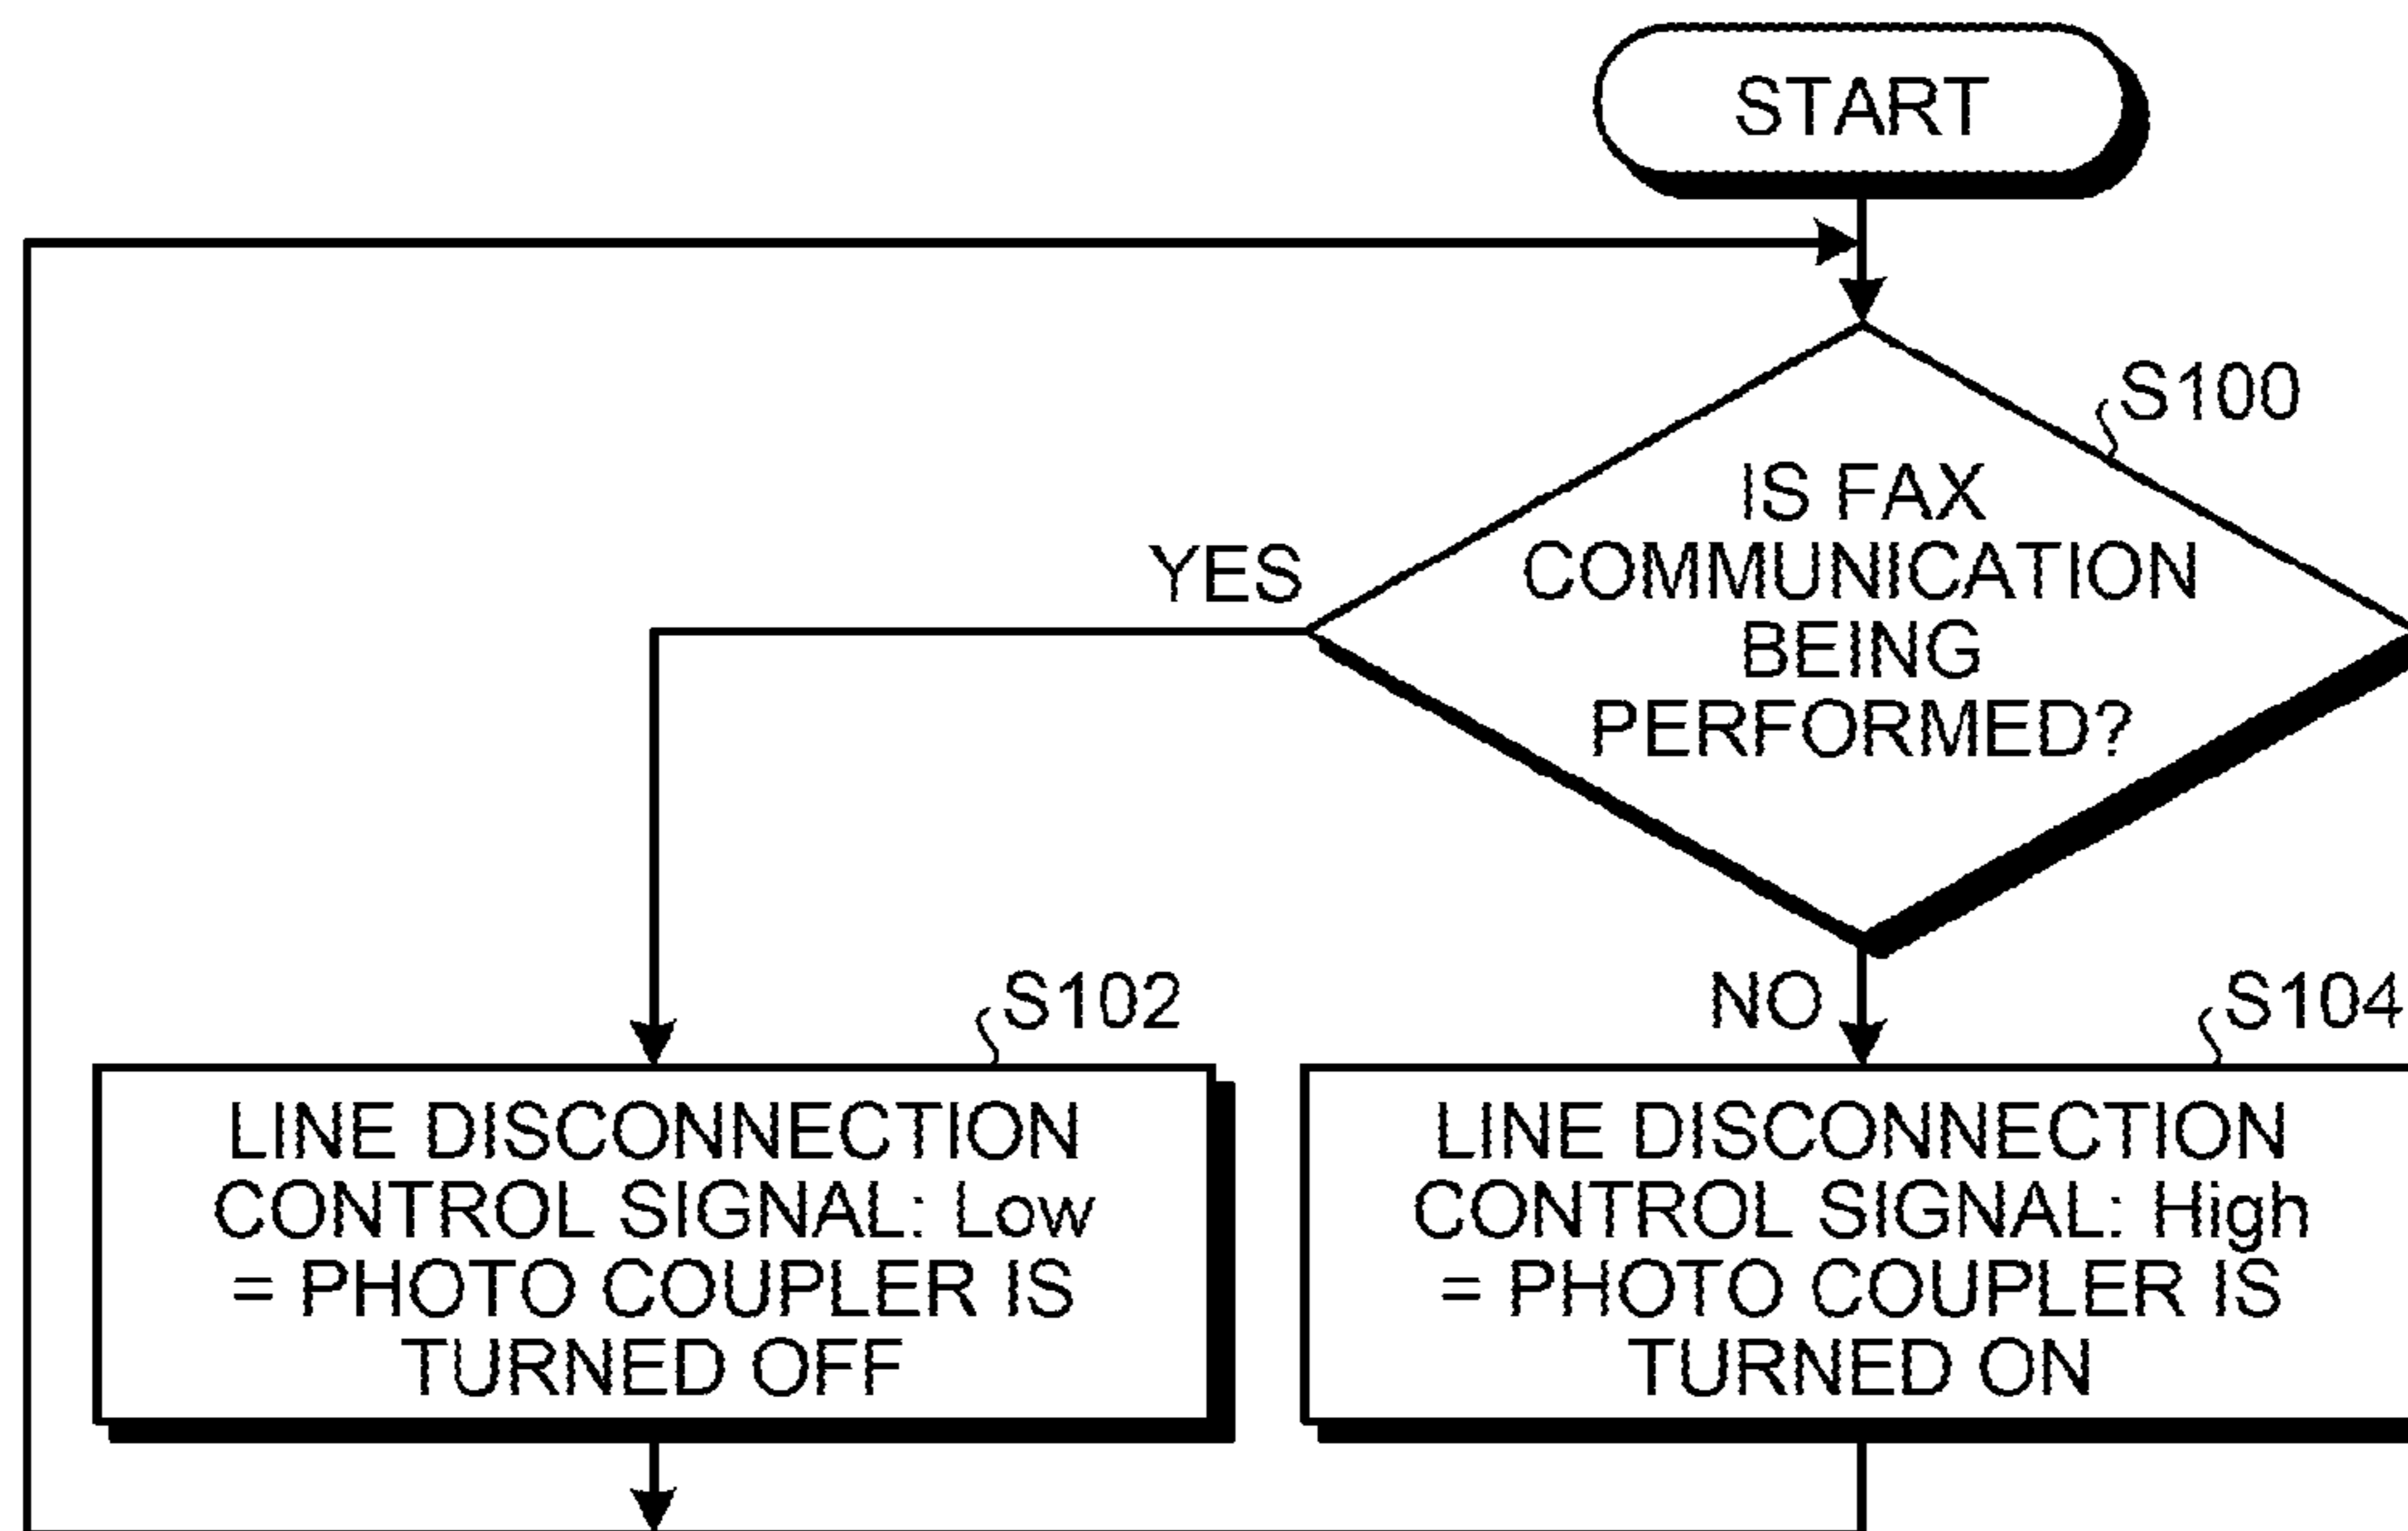 START
S100
IS FAX
COMMUNICATION
BEING
PERFORMED?
YES
NO
S102
LINE DISCONNECTION
CONTROL SIGNAL: Low
= PHOTO COUPLER IS
TURNED OFF
S104
LINE DISCONNECTION
CONTROL SIGNAL: High
= PHOTO COUPLER IS
TURNED ON